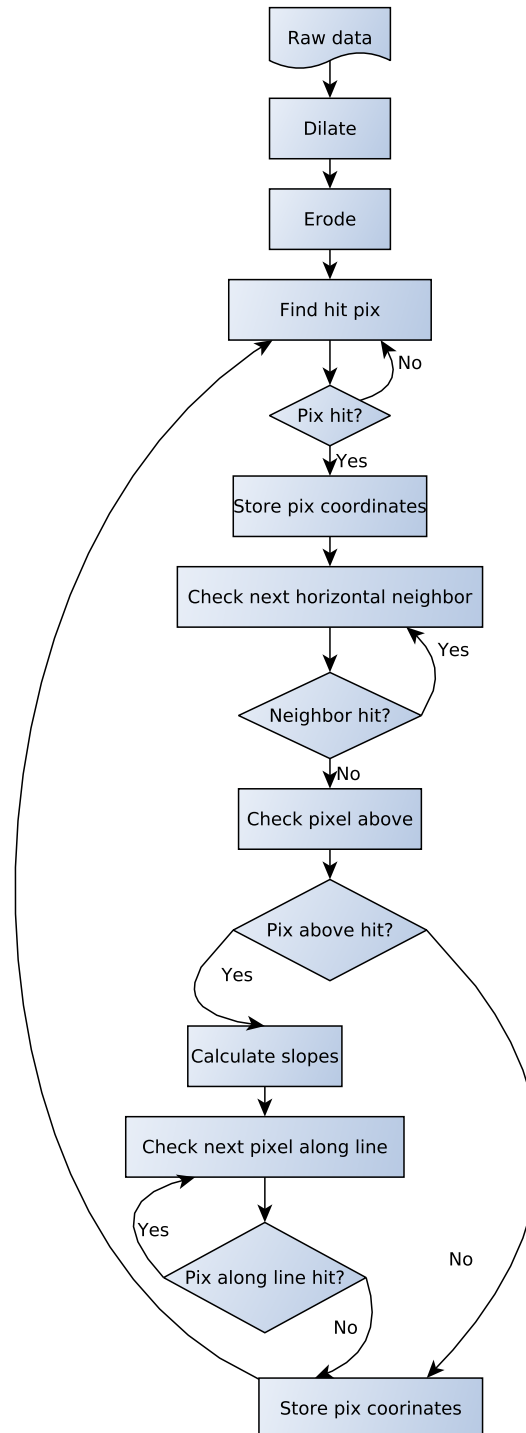 Raw data
Dilate
Erode
Find hit pix
No
Pix hit?
Yes
Store pix coordinates
Check next horizontal neighbor
Yes
Neighbor hit?
No
Check pixel above
Pix above hit?
Yes
Calculate slopes
Check next pixel along line
Yes
No
Pix along line hit?
No
Store pix coorinates